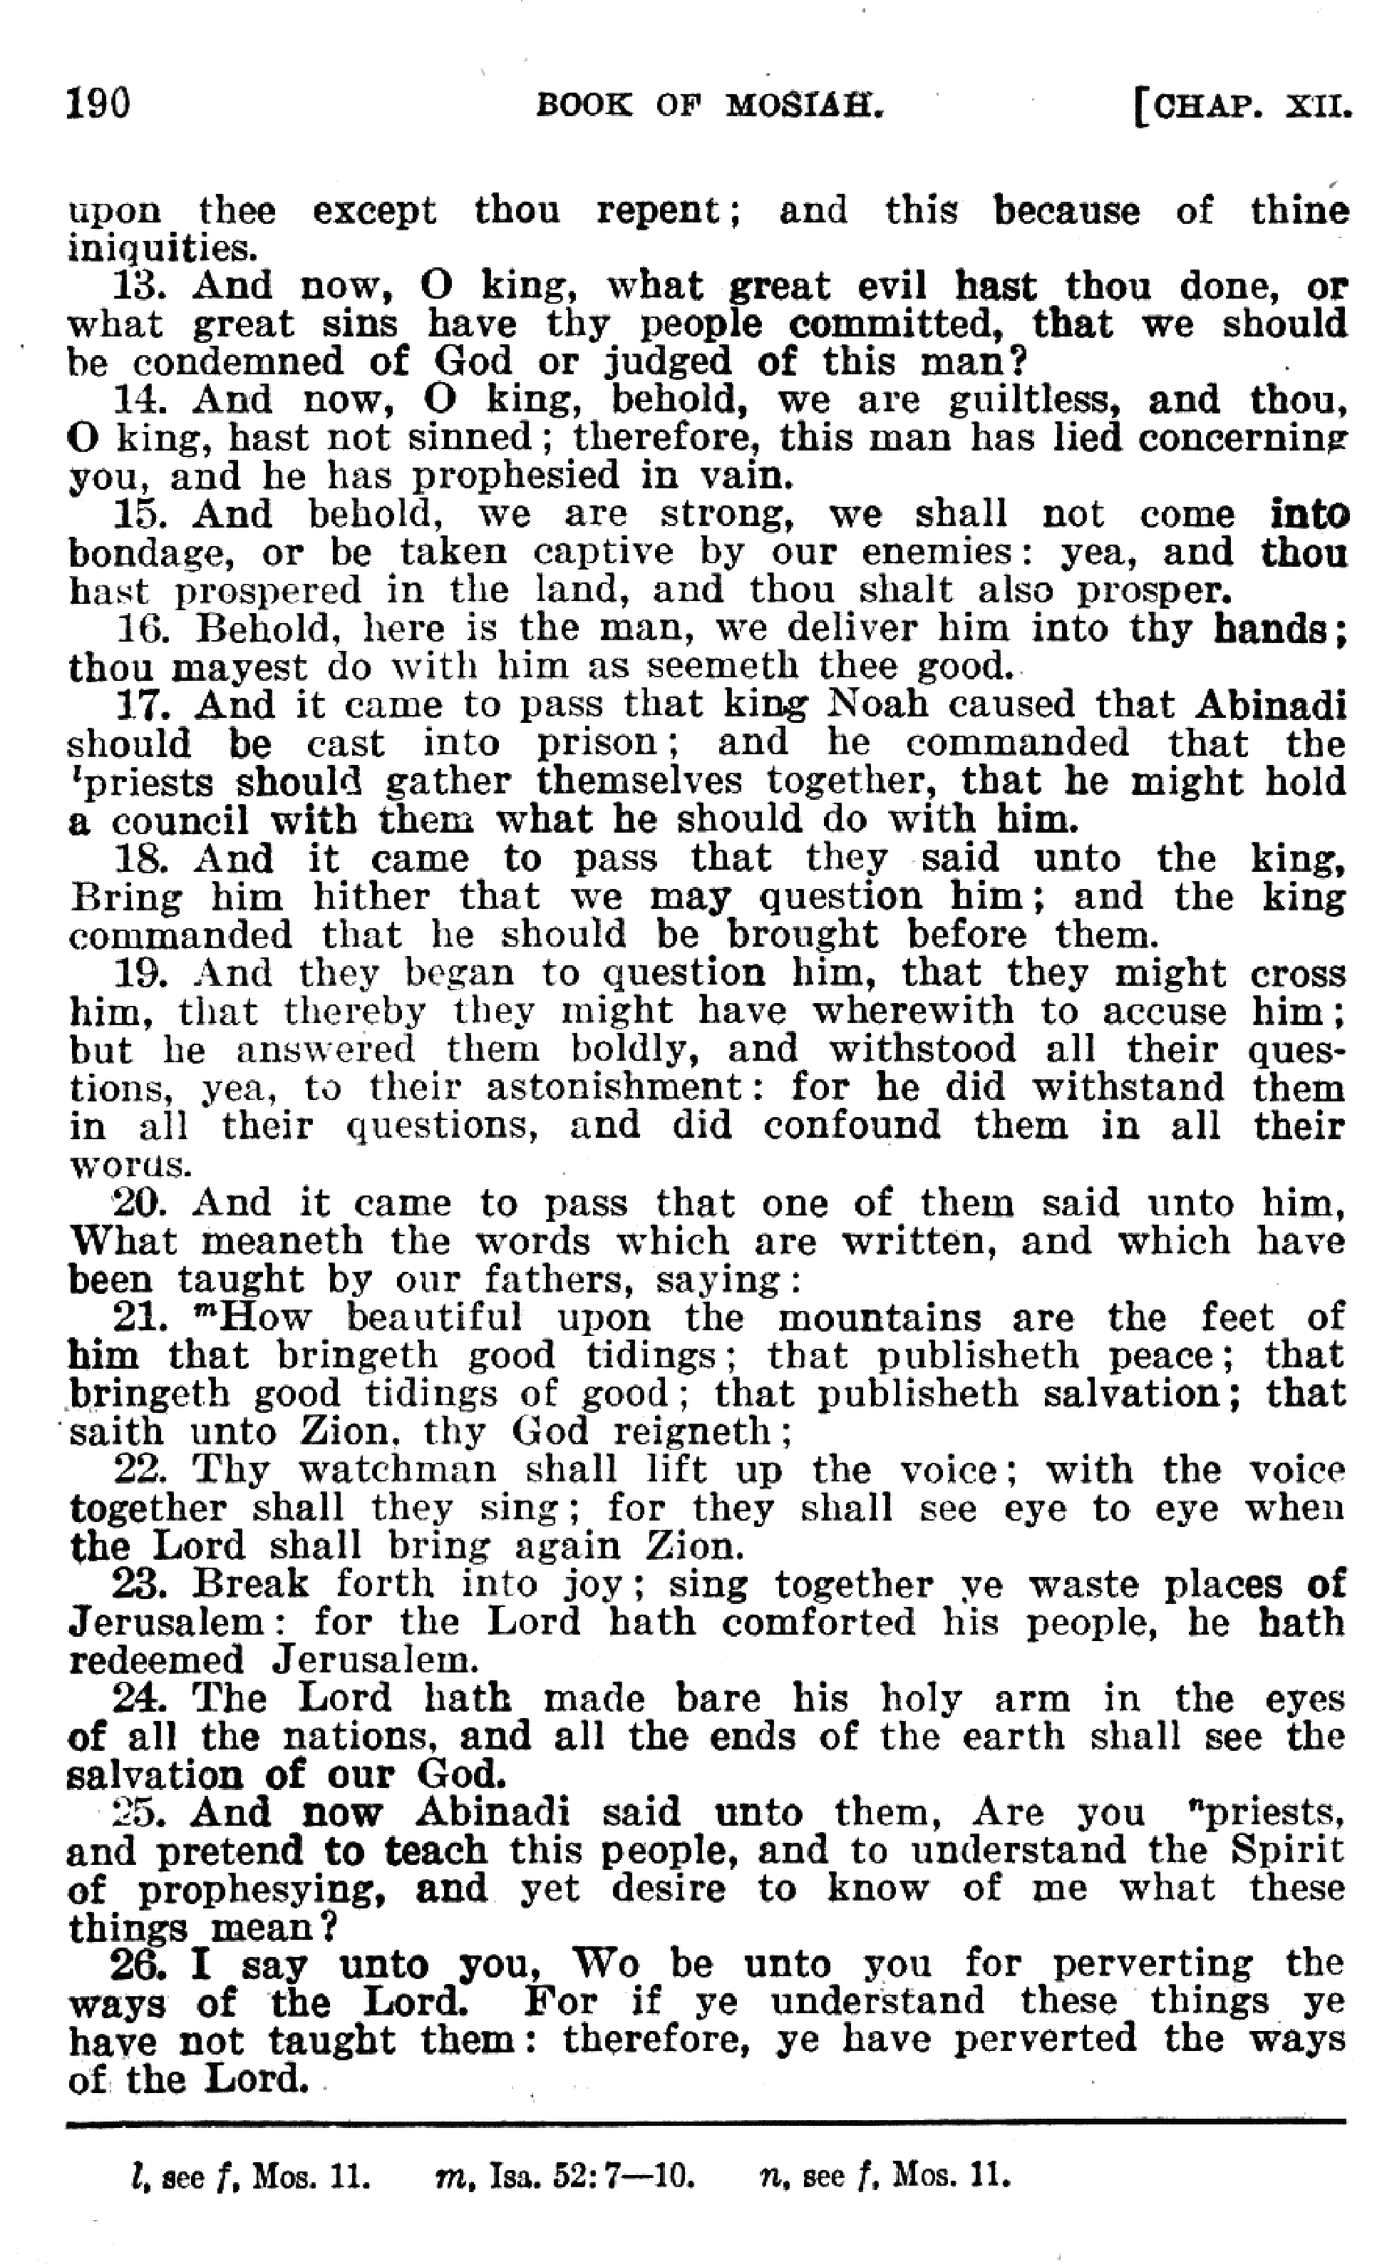 190 BOOK OF MOSIAH. [CHAP. XII.
upon thee except thou repent; and this because of thine
iniquities.
13. And now, O king, what great evil hast thou done, or
what great sins have thy people committed, that we should
be condemned of God or judged of this man?
14. And now, O king, behold, we are guiltless, and thou,
O king, hast not sinned; therefore, this man has lied concerning
you, and he has prophesied in vain.
15. And behold, we are strong, we shall not come into
bondage, or be taken captive by our enemies: yea, and thou
hast prospered in the land, and thou shalt also prosper.
16. Behold, here is the man, we deliver him into thy hands;
thou mayest do with him as seemeth thee good.
17. And it came to pass that king Noah caused that Abinadi
should be cast into prison; and he commanded that the
lpriests should gather themselves together, that he might hold
a council with them what he should do with him.
18. And it came to pass that they said unto the king,
Bring him hither that we may question him; and the king
commanded that he should be brought before them.
19. And they began to question him, that they might cross
him, that thereby they might have wherewith to accuse him;
but he answered them boldly, and withstood all their ques-
tions, yea, to their astonishment: for he did withstand them
in all their questions, and did confound them in all their
words.
20. And it came to pass that one of them said unto him,
What meaneth the words which are written, and which have
been taught by our fathers, saying:
21. mHow beautiful upon the mountains are the feet of
him that bringeth good tidings; that publisheth peace; that
bringeth good tidings of good; that publisheth salvation; that
saith unto Zion, thy God reigneth;
22. Thy watchman shall lift up the voice; with the voice
together shall they sing; for they shall see eye to eye when
the Lord shall bring again Zion.
23. Break forth into joy; sing together ye waste places of
Jerusalem: for the Lord hath comforted his people, he hath
redeemed Jerusalem.
24. The Lord hath made bare his holy arm in the eyes
of all the nations, and all the ends of the earth shall see the
salvation of our God.
25. And now Abinadi said unto them, Are you npriests,
and pretend to teach this people, and to understand the Spirit
of prophesying, and yet desire to know of me what these
things mean?
26. I say unto you, Wo be unto you for perverting the
ways of the Lord. For if ye understand these things ye
have not taught them: therefore, ye have perverted the ways
of the Lord.
l, see f, Mos. 11. m, Isa. 52:7—10. n, see f, Mos. 11.